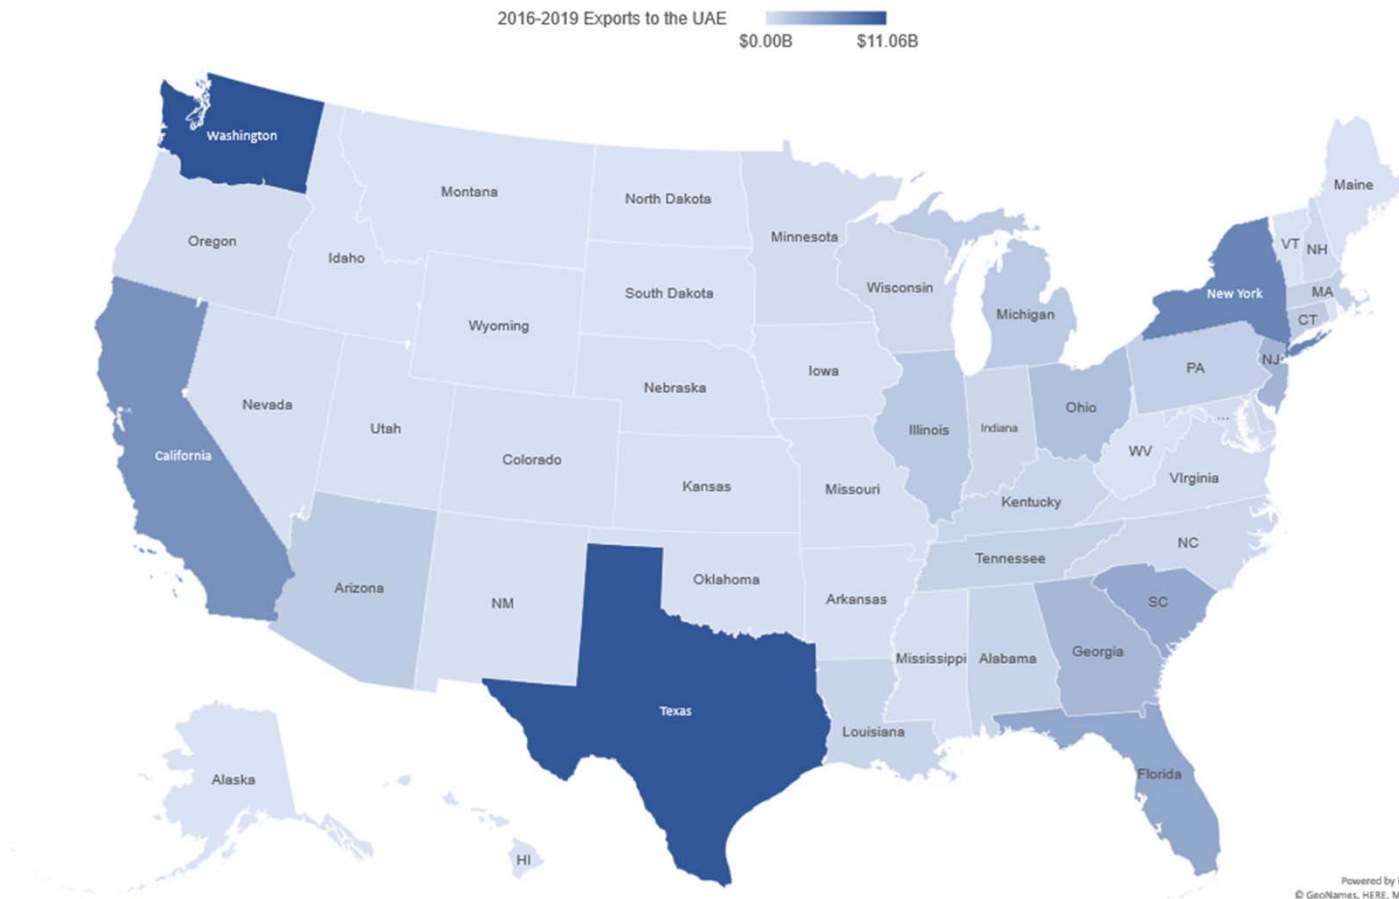 2016-2019 Exports to the UAE
$0.00B $11.06B
Washington
Montana
North Dakota
Minnesota
Maine
Oregon
Idaho
VT
NH
Wisconsin
South Dakota
MA
New York
Michigan
CT
Wyoming
NJ
PA
Iowa
Nebraska
Nevada
Ohio
...
Utah
Illinois
Indiana
WV
California
Colorado
Kansas
Missouri
VIrginia
Kentucky
NC
Tennessee
Oklahoma
Arizona
NM
Arkansas
SC
Georgia
Mississippi
Alabama
Texas
Louisiana
Florida
Alaska
HI
Powered by
© GeoNames, HERE, M